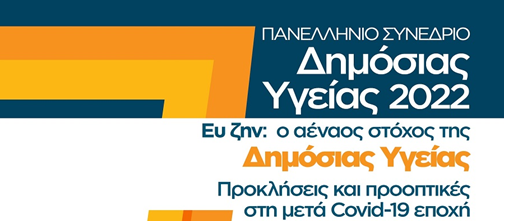 ΠΑΝΕΛΛΗΝΙΟ ΣΥΝΕΔΡΙΟ
Δημόσιας
Υγείας 2022
Ευ ζην: ο αέναος στόχος της
Δημόσιας Υγείας
Προκλήσεις και προοπτικές
στη μετά Covid-19 εποχή